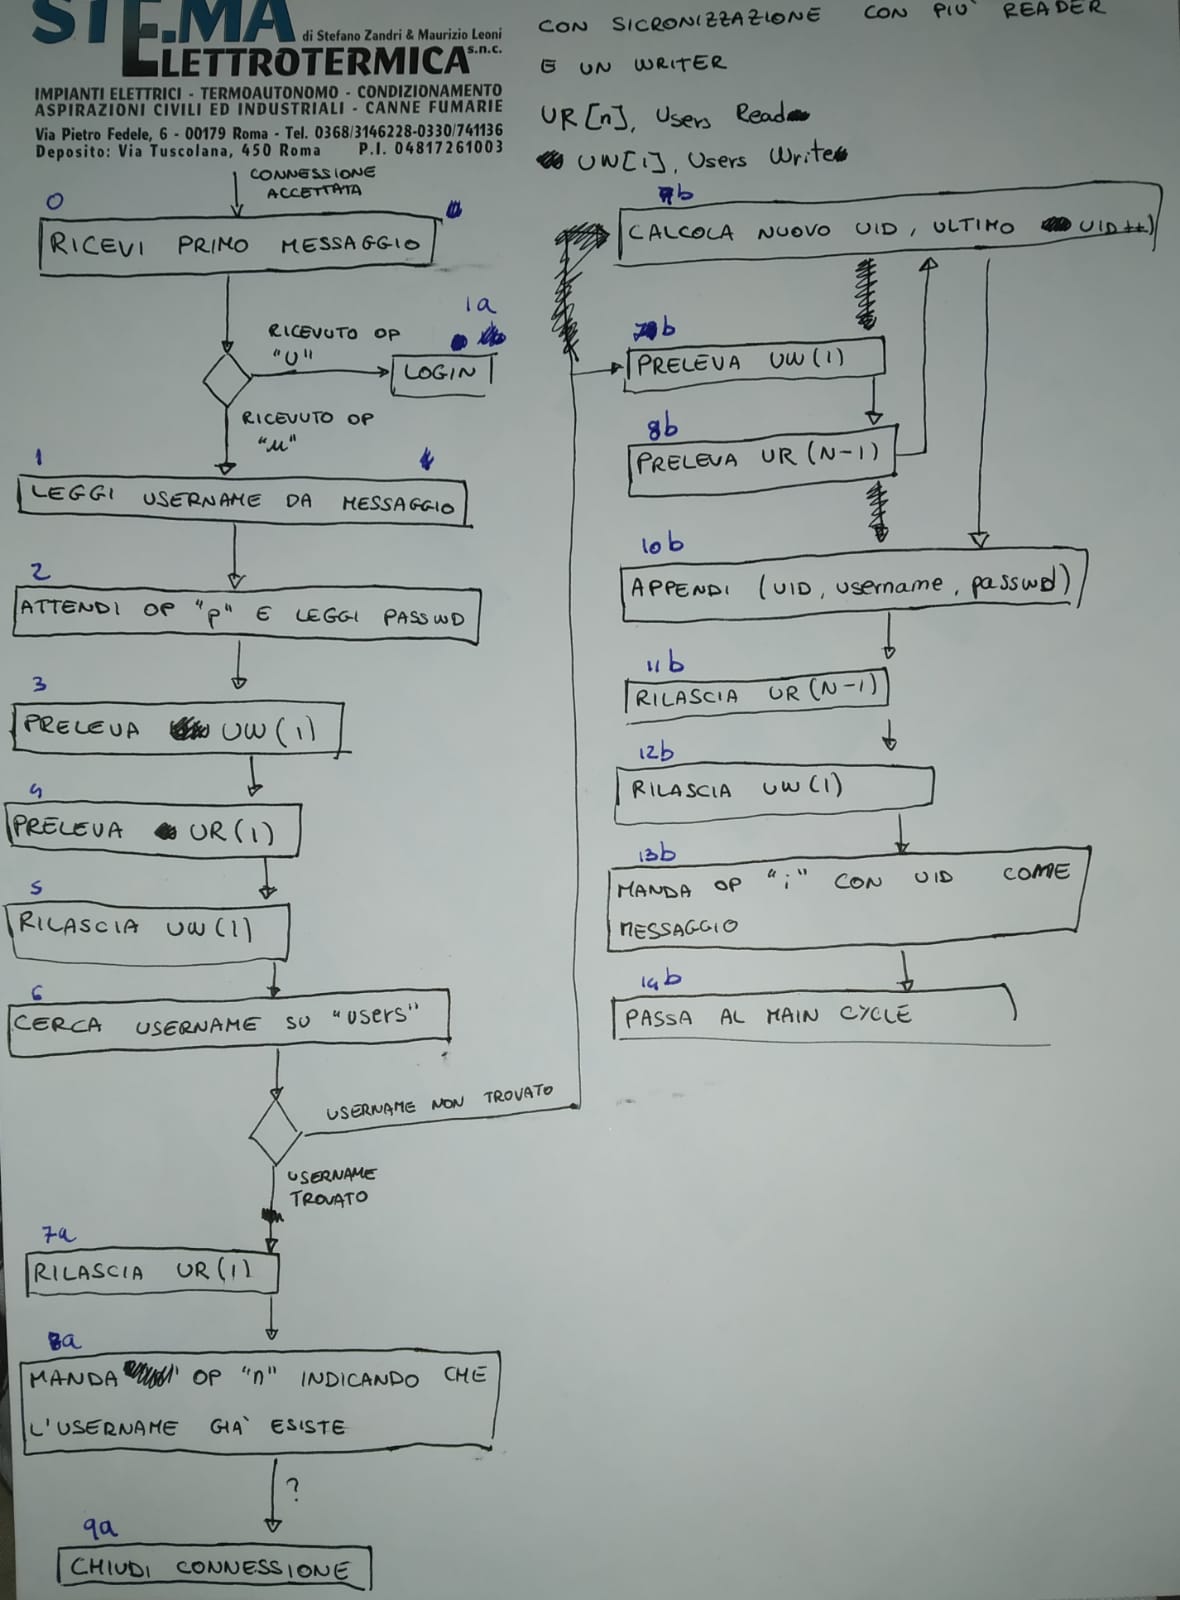 STE.MA
di Stefano Zandri & Maurizio Leoni
ELETTROTERMICA s.n.c.
IMPIANTI ELETTRICI - TERMOAUTONOMO - CONDIZIONAMENTO
ASPIRAZIONI CIVILI ED INDUSTRIALI - CANNE FUMARIE
Via Pietro Fedele, 6 - 00179 Roma - Tel. 0368/3146228-0330/741136
Deposito: Via Tuscolana, 450 Roma P.I. 04817261003
CON SICRONIZZAZIONE CON PIU' READER
E UN WRITER
UR[n], Users Read
UW[1], Users Write
CONNESSIONE
ACCETTATA
0
RICEVI PRIMO MESSAGGIO
RICEVUTO OP
"U"
1a
LOGIN
RICEVUTO OP
"u"
1
LEGGI USERNAME DA MESSAGGIO
2
ATTENDI OP "p" E LEGGI PASSWD
3
PRELEVA UW(1)
4
PRELEVA UR(1)
5
RILASCIA UW(1)
6
CERCA USERNAME SU "users"
USERNAME NON TROVATO
USERNAME
TROVATO
7a
RILASCIA UR(1)
8a
MANDA OP "n" INDICANDO CHE
L'USERNAME GIA' ESISTE
?
9a
CHIUDI CONNESSIONE
9b
CALCOLA NUOVO UID, ULTIMO UID++)
7b
PRELEVA UW(1)
8b
PRELEVA UR(N-1)
10b
APPENDI (UID, username, passwd)
11b
RILASCIA UR(N-1)
12b
RILASCIA UW(1)
13b
MANDA OP "i" CON UID COME
MESSAGGIO
14b
PASSA AL MAIN CYCLE